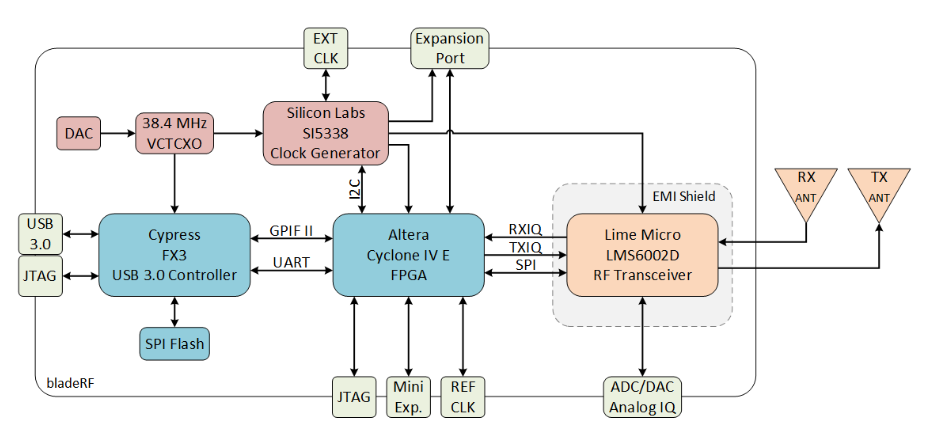 EXT
CLK
Expansion
Port
DAC
38.4 MHz
VCTCXO
Silicon Labs
SI5338
Clock Generator
I2C
EMI Shield
RX
ANT
TX
ANT
USB
3.0
JTAG
Cypress
FX3
USB 3.0 Controller
GPIF II
UART
Altera
Cyclone IV E
FPGA
RXIQ
TXIQ
SPI
Lime Micro
LMS6002D
RF Transceiver
SPI Flash
bladeRF
JTAG
Mini
Exp.
REF
CLK
ADC/DAC
Analog IQ